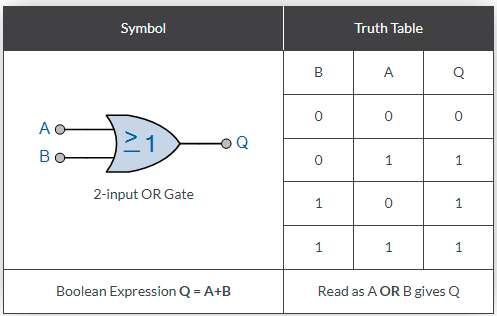 Symbol
Truth Table
A
B
≥1
Q
2-input OR Gate
B A Q
0 0 0
0 1 1
1 0 1
1 1 1
Boolean Expression Q = A+B
Read as A OR B gives Q